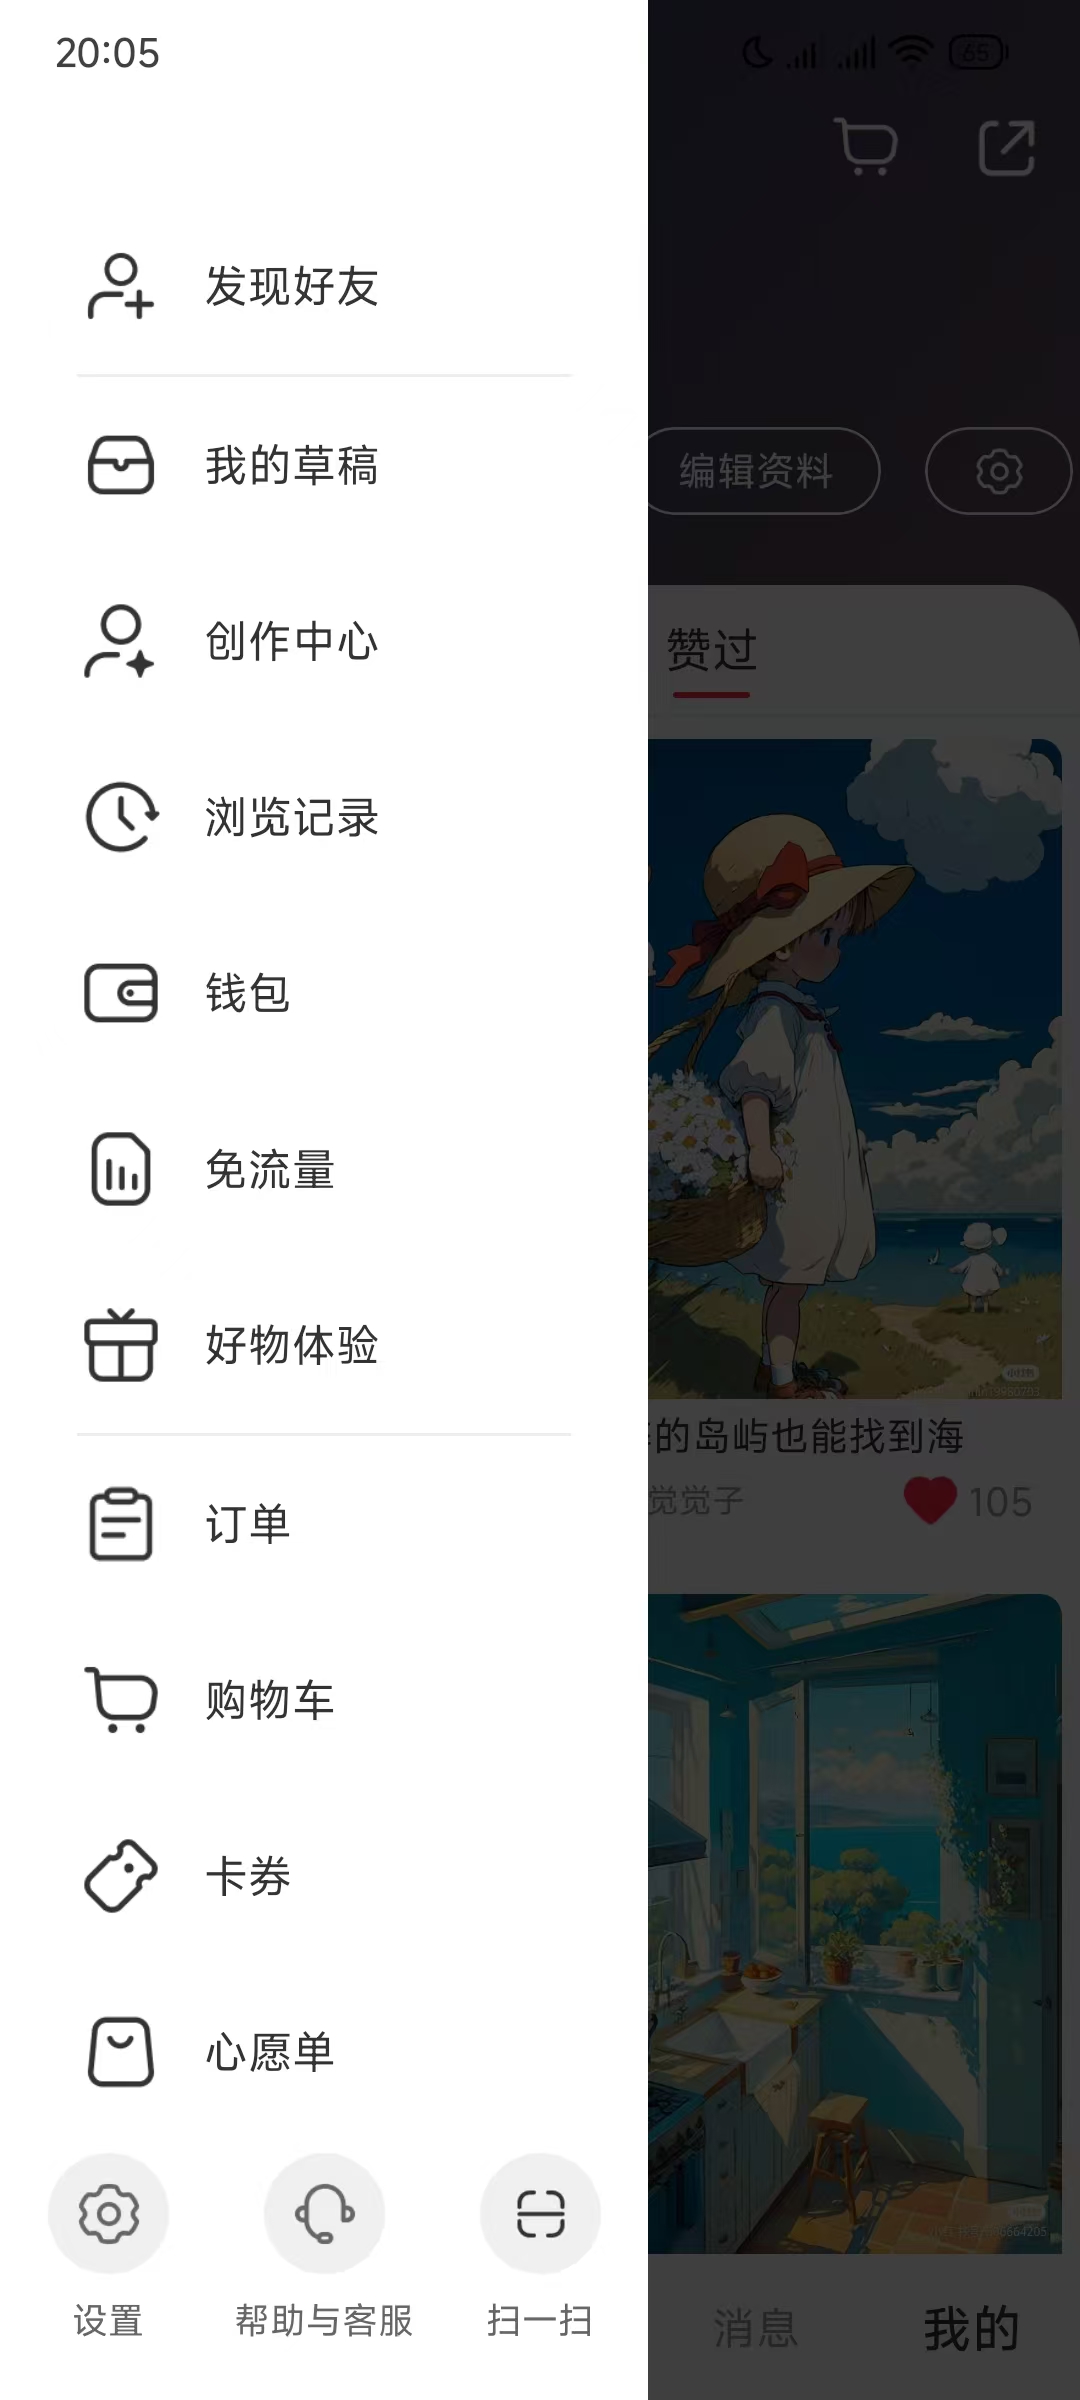 20:05
65
发现好友
我的草稿
编辑资料
创作中心
赞过
浏览记录
钱包
免流量
好物体验
的岛屿也能找到海
觉觉子
105
订单
购物车
卡券
心愿单
设置
帮助与客服
扫一扫
消息
我的